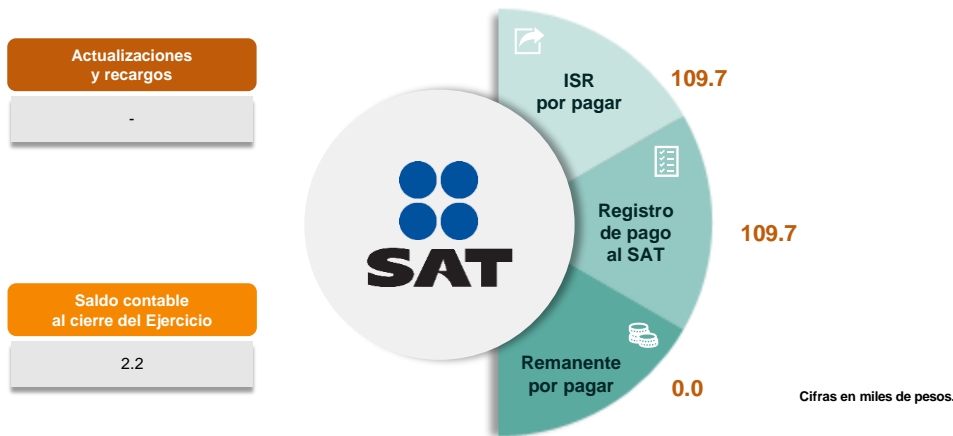 Actualizaciones
y recargos
-
Saldo contable
al cierre del Ejercicio
2.2
SAT
ISR
por pagar
109.7
Registro
de pago
al SAT
109.7
Remanente
por pagar
0.0
Cifras en miles de pesos.